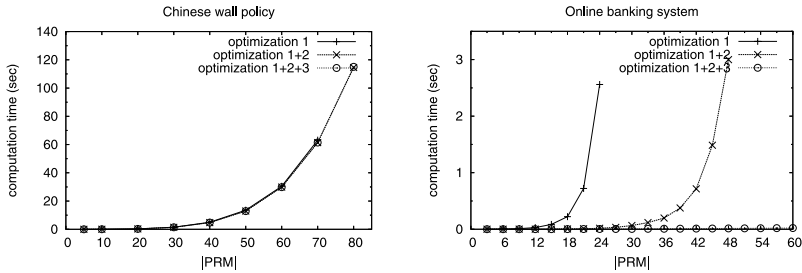 Chinese wall policy
140
120
100
80
60
40
20
0
computation time (sec)
optimization 1
optimization 1+2
optimization 1+2+3
0 10 20 30 40 50 60 70 80
|PRM|
Online banking system
3
2
1
0
computation time (sec)
optimization 1
optimization 1+2
optimization 1+2+3
0 6 12 18 24 30 36 42 48 54 60
|PRM|